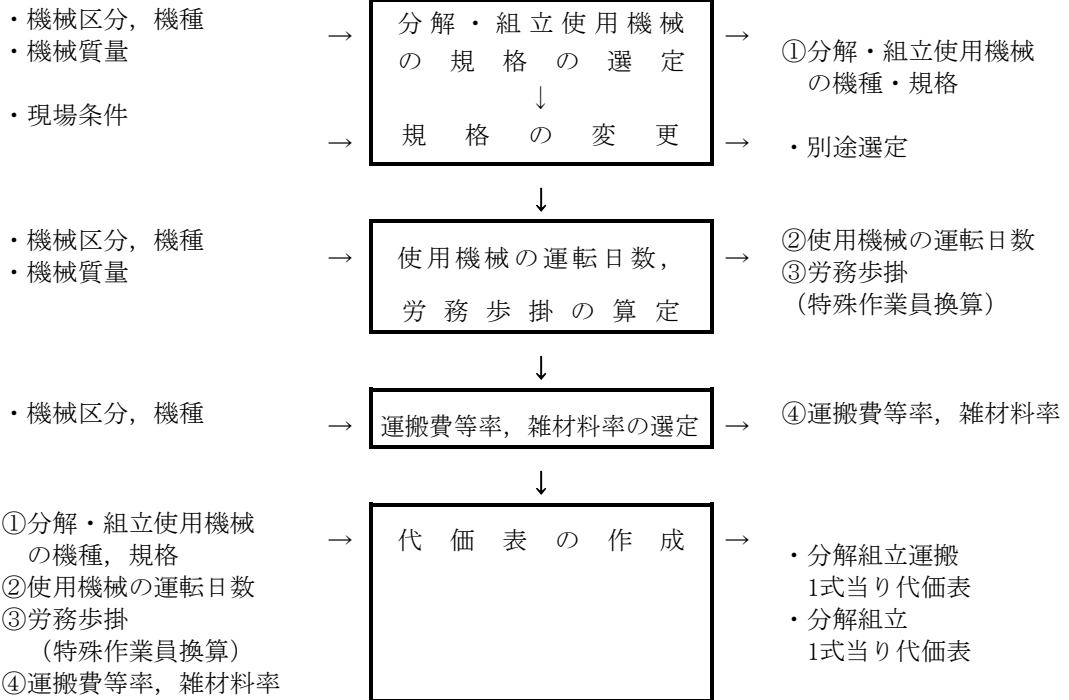 ・機械区分，機種
・機械質量
・現場条件
→
→
分解・組立使用機械
の規格の選定
↓
規格の変更
→
→
①分解・組立使用機械
の機種・規格
・別途選定
↓
・機械区分，機種
・機械質量
→
使用機械の運転日数，
労務歩掛の算定
→
②使用機械の運転日数
③労務歩掛
（特殊作業員換算）
↓
・機械区分，機種
→
運搬費等率，雑材料率の選定
→
④運搬費等率，雑材料率
↓
①分解・組立使用機械
の機種，規格
②使用機械の運転日数
③労務歩掛
（特殊作業員換算）
④運搬費等率，雑材料率
→
代価表の作成
→
・分解組立運搬
1式当り代価表
・分解組立
1式当り代価表